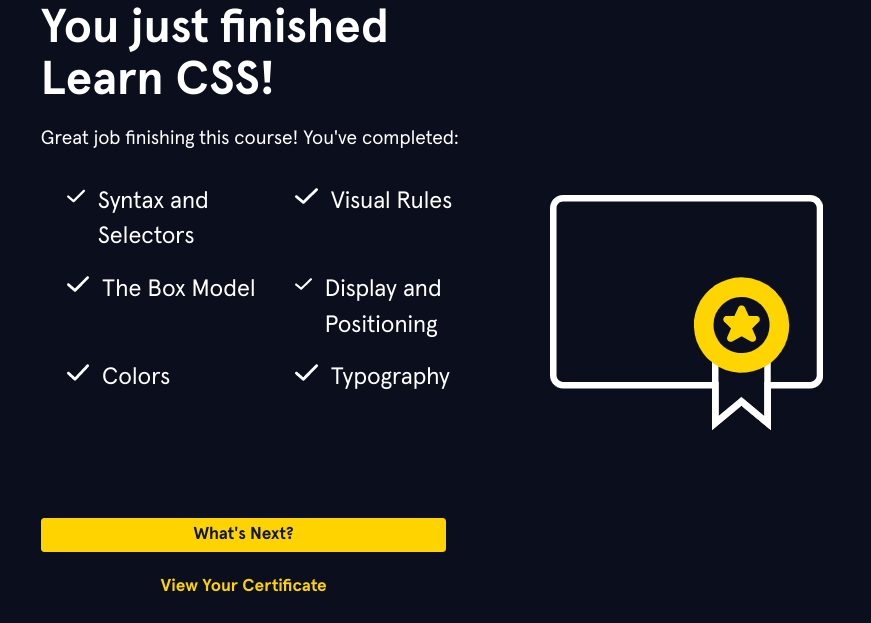 You just finished
Learn CSS!
Great job finishing this course! You've completed:
Syntax and
Selectors
Visual Rules
The Box Model
Display and
Positioning
Colors
Typography
What's Next?
View Your Certificate